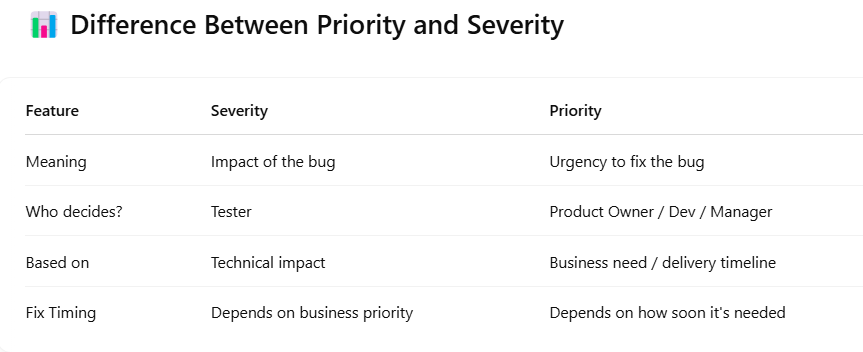 Difference Between Priority and Severity
Feature Severity Priority
Meaning Impact of the bug Urgency to fix the bug
Who decides? Tester Product Owner / Dev / Manager
Based on Technical impact Business need / delivery timeline
Fix Timing Depends on business priority Depends on how soon it's needed